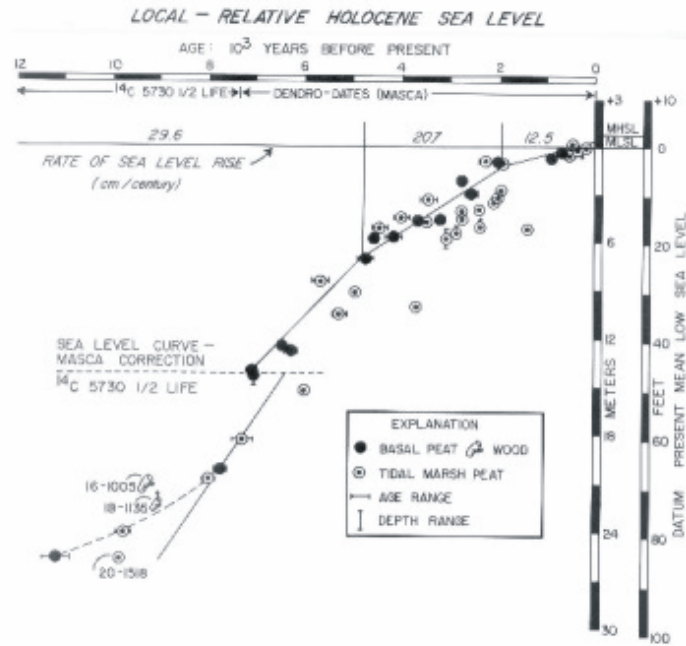 LOCAL - RELATIVE HOLOCENE SEA LEVEL
AGE: 10³ YEARS BEFORE PRESENT
12 10 8 6 4 2 0
¹⁴C 5730 1/2 LIFE DENDRO-DATES (MASCA)
+3 +10
29.6 207 12.5 MHSL
MLSL 0 0
RATE OF SEA LEVEL RISE
(cm/century)
6 20
SEA LEVEL CURVE -
MASCA CORRECTION
12 40
¹⁴C 5730 1/2 LIFE
METERS
FEET
DATUM PRESENT MEAN LOW SEA LEVEL
EXPLANATION
BASAL PEAT WOOD
TIDAL MARSH PEAT
AGE RANGE
DEPTH RANGE
18 60
16-1005
18-1136
24 80
20-1518
30 100